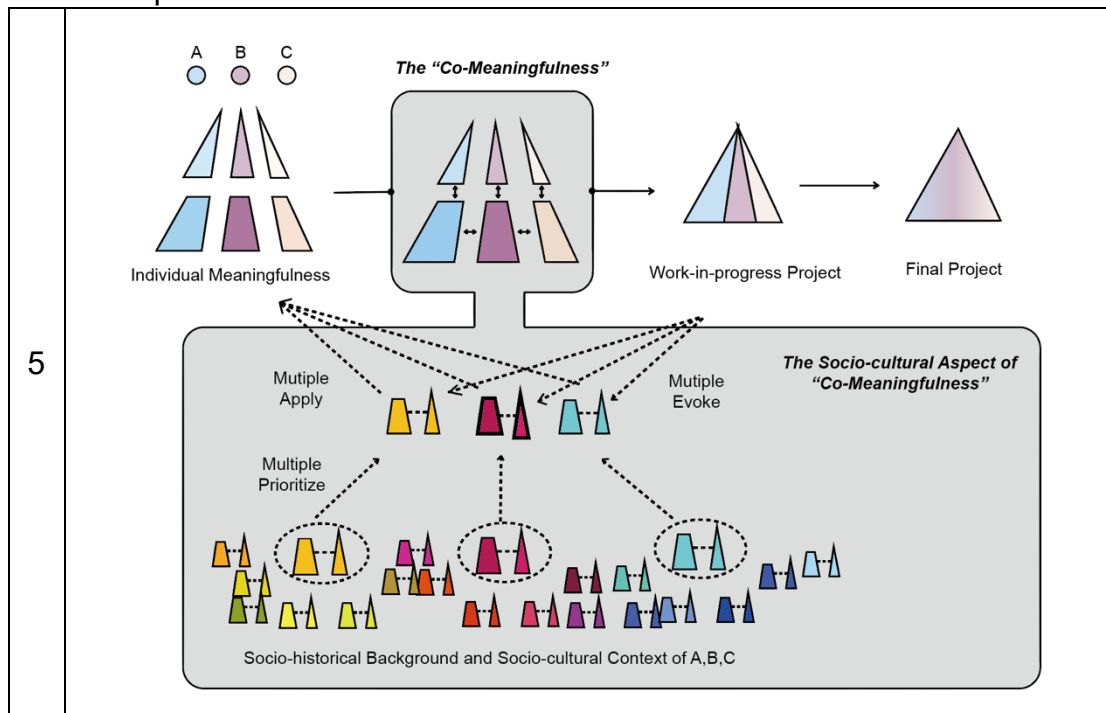 5
A B C
The “Co-Meaningfulness”
Individual Meaningfulness
Work-in-progress Project
Final Project
The Socio-cultural Aspect of
“Co-Meaningfulness”
Mutiple
Apply
Mutiple
Evoke
Multiple
Prioritize
Socio-historical Background and Socio-cultural Context of A,B,C